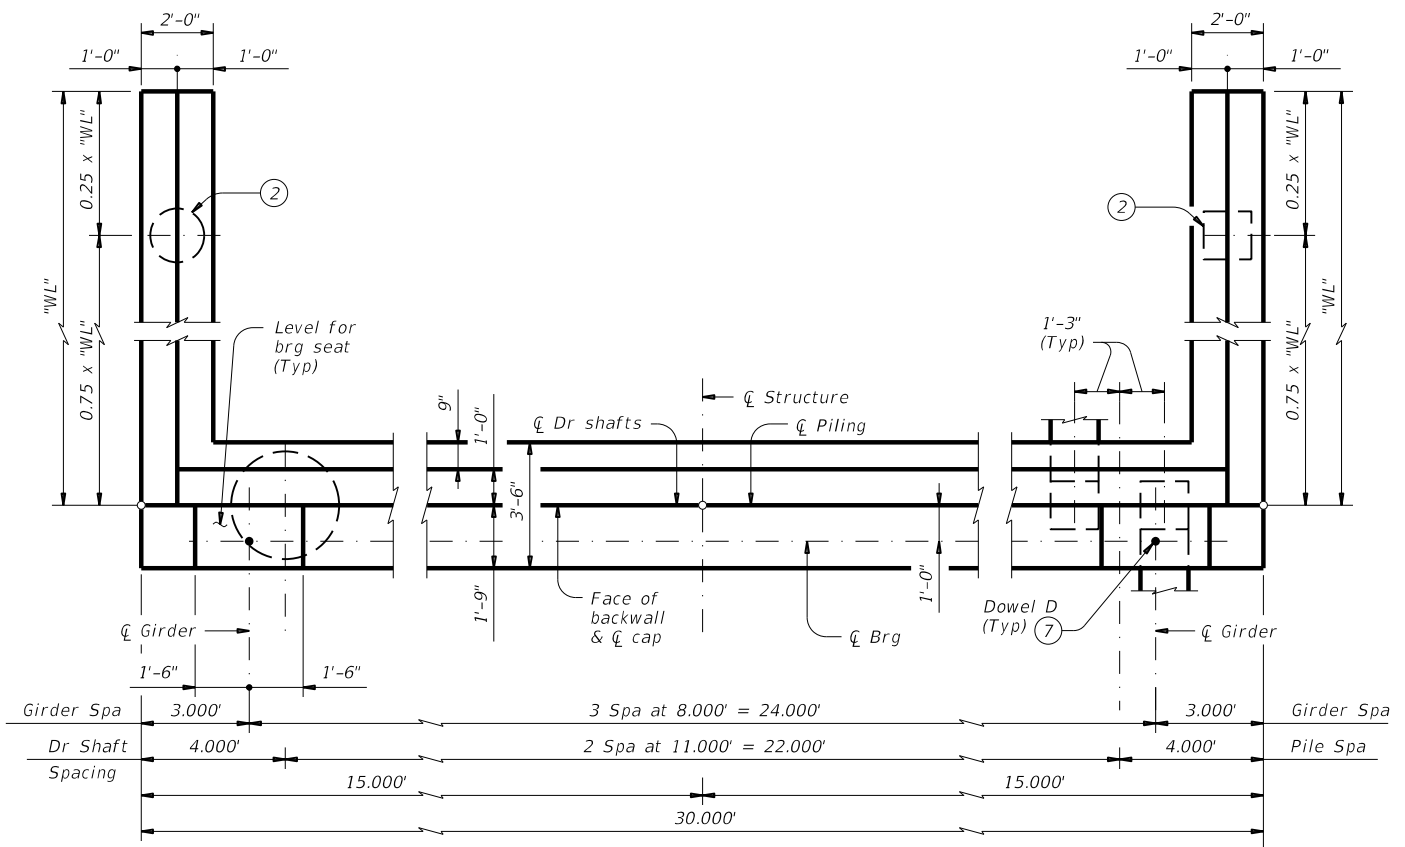 2'-0"
2'-0"
1'-0"
1'-0"
1'-0"
1'-0"
0.25 x "WL"
0.25 x "WL"
2
2
"WL"
"WL"
0.75 x "WL"
0.75 x "WL"
Level for
brg seat
(Typ)
1'-3"
(Typ)
9"
1'-0"
℄ Structure
℄ Dr shafts
℄ Piling
3'-6"
1'-9"
1'-0"
Face of
backwall
& ℄ cap
℄ Brg
Dowel D
(Typ) 7
℄ Girder
℄ Girder
1'-6"
1'-6"
Girder Spa
3.000'
3 Spa at 8.000' = 24.000'
3.000'
Girder Spa
Dr Shaft
Spacing
4.000'
2 Spa at 11.000' = 22.000'
4.000'
Pile Spa
15.000'
15.000'
30.000'